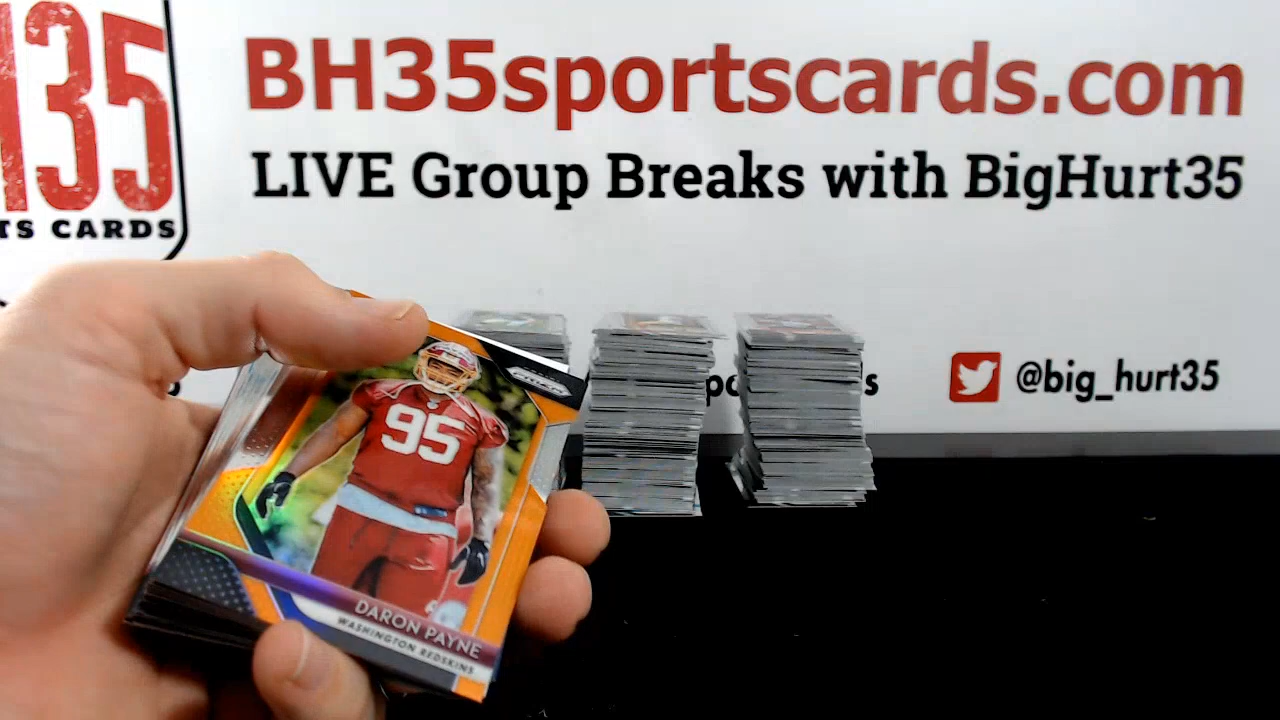 BH35sportscards.com
135
TS CARDS
LIVE Group Breaks with BigHurt35
@big_hurt35
PRIZM
95
DARON PAYNE
WASHINGTON REDSKINS